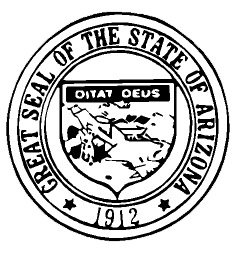 GREAT SEAL OF THE STATE OF ARIZONA
DITAT DEUS
1912